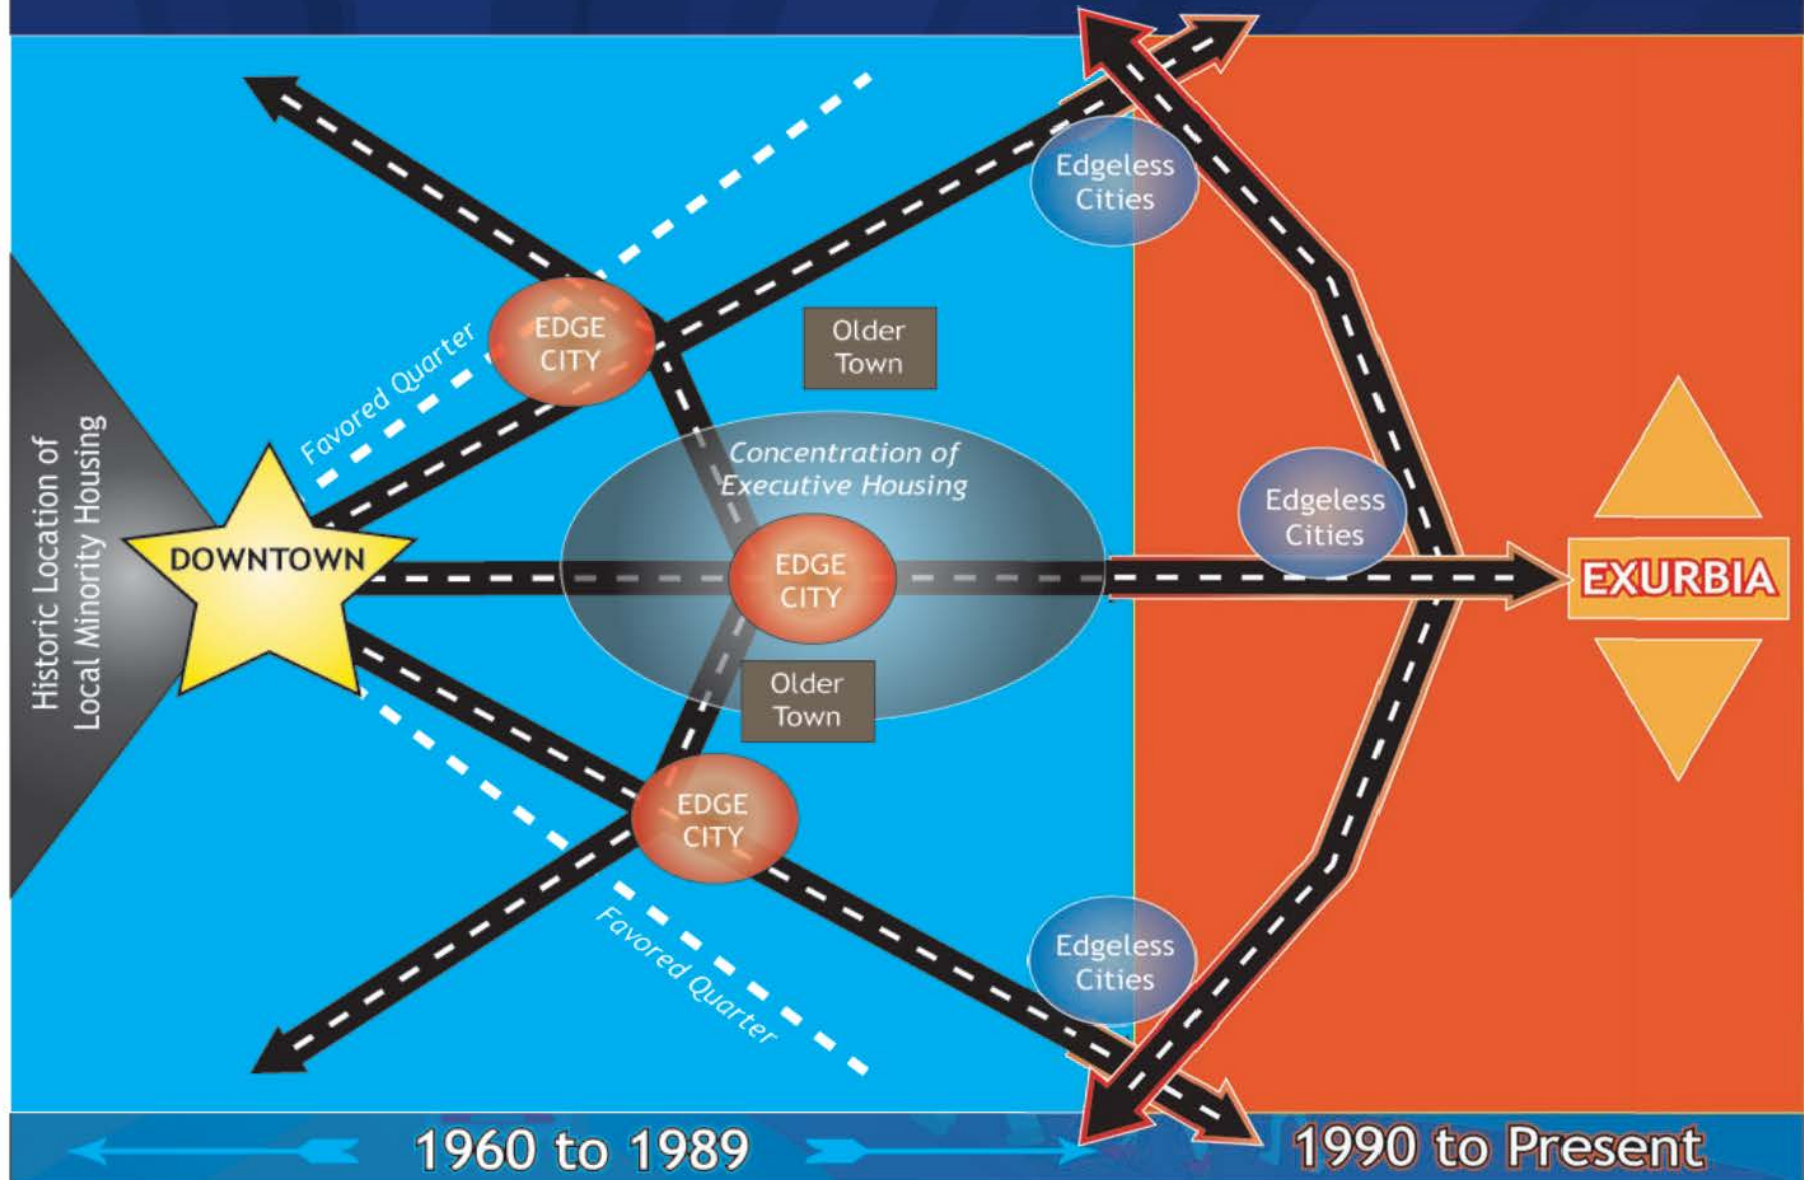 Edgeless
Cities
EDGE
CITY
Older
Town
Favored Quarter
Historic Location of
Local Minority Housing
Concentration of
Executive Housing
DOWNTOWN
EDGE
CITY
Edgeless
Cities
EXURBIA
Older
Town
EDGE
CITY
Favored Quarter
Edgeless
Cities
1960 to 1989
1990 to Present